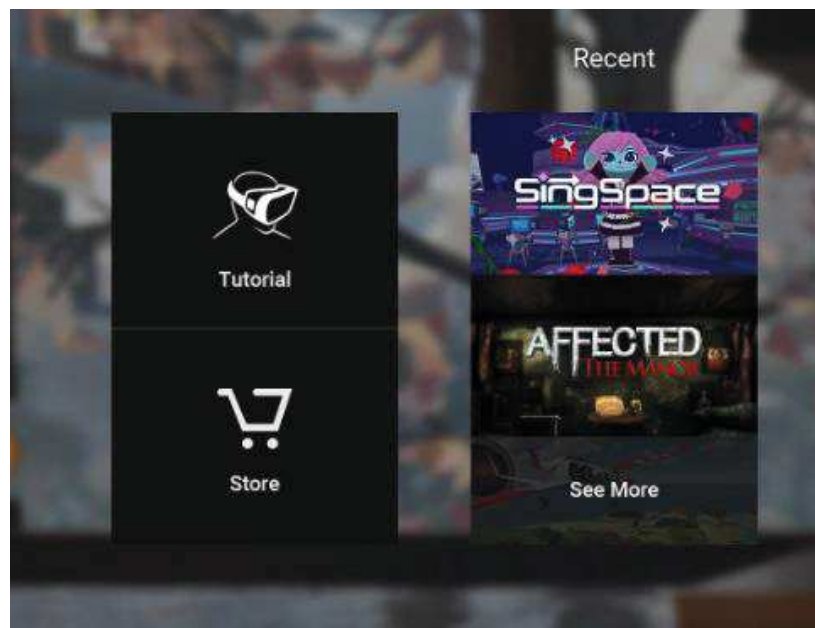 Recent
SingSpace
Tutorial
AFFECTED
THE MANOR
Store
See More